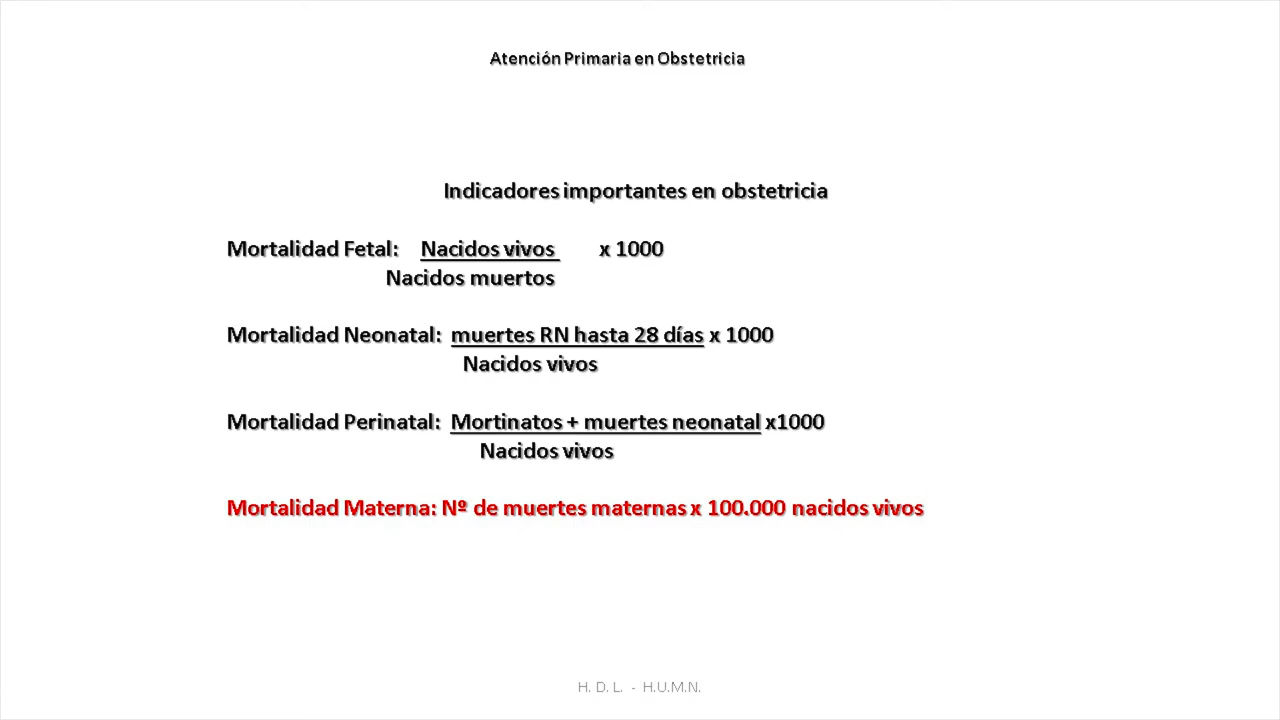 Atención Primaria en Obstetricia
Indicadores importantes en obstetricia
Mortalidad Fetal: Nacidos vivos x 1000
Nacidos muertos
Mortalidad Neonatal: muertes RN hasta 28 días x 1000
Nacidos vivos
Mortalidad Perinatal: Mortinatos + muertes neonatal x1000
Nacidos vivos
Mortalidad Materna: Nº de muertes maternas x 100.000 nacidos vivos
H. D. L. - H.U.M.N.